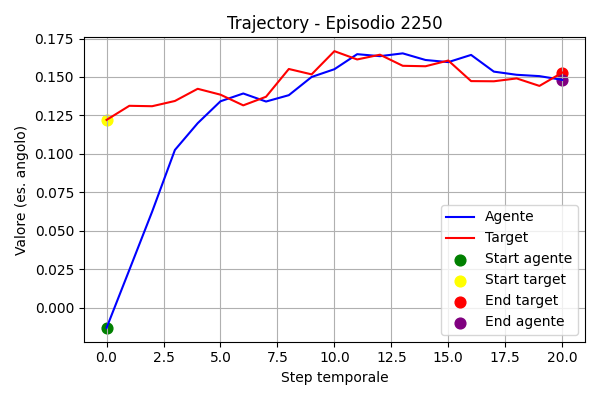 Trajectory - Episodio 2250
Valore (es. angolo)
0.175
0.150
0.125
0.100
0.075
0.050
0.025
0.000
Agente
Target
Start agente
Start target
End target
End agente
0.0 2.5 5.0 7.5 10.0 12.5 15.0 17.5 20.0
Step temporale